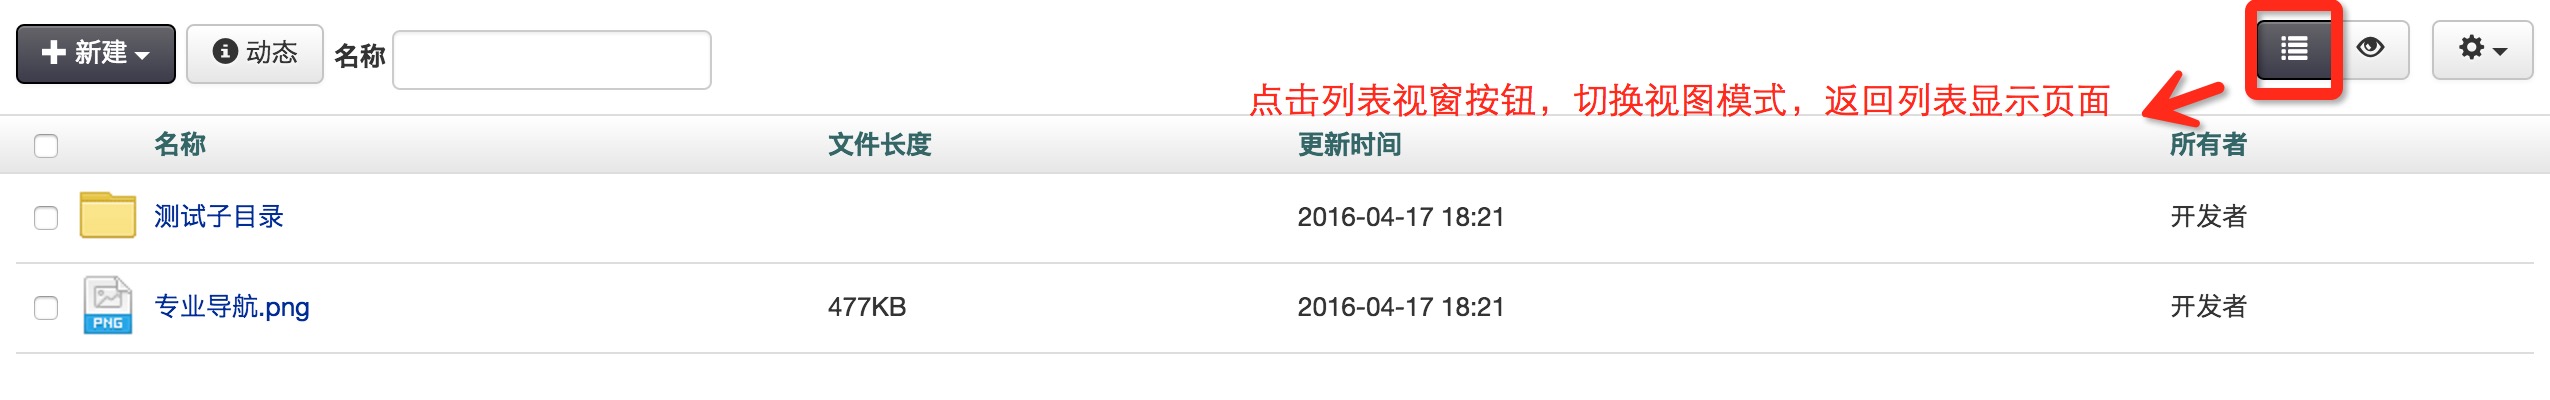 新建 动态 名称
点击列表视窗按钮，切换视图模式，返回列表显示页面
名称 文件长度 更新时间 所有者
测试子目录 2016-04-17 18:21 开发者
PNG 专业导航.png 477KB 2016-04-17 18:21 开发者